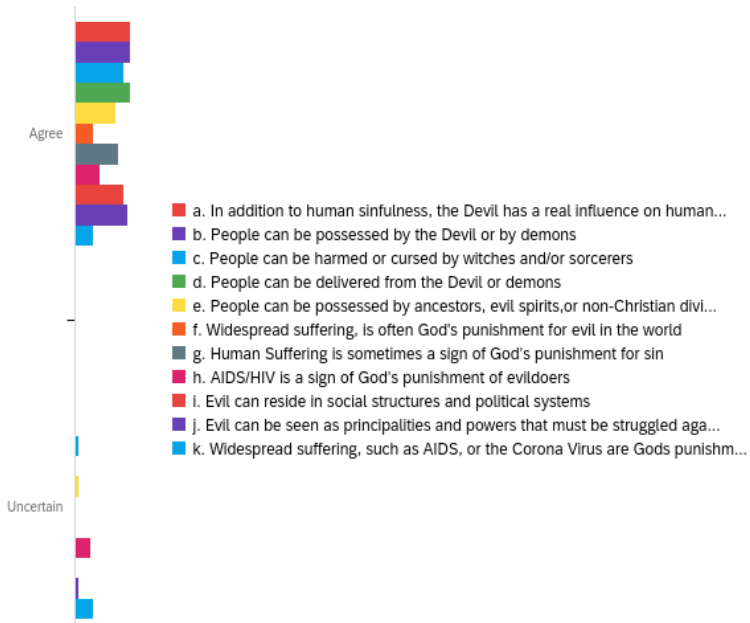 Agree
a. In addition to human sinfulness, the Devil has a real influence on human...
b. People can be possessed by the Devil or by demons
c. People can be harmed or cursed by witches and/or sorcerers
d. People can be delivered from the Devil or demons
e. People can be possessed by ancestors, evil spirits,or non-Christian divi...
f. Widespread suffering, is often God's punishment for evil in the world
g. Human Suffering is sometimes a sign of God's punishment for sin
h. AIDS/HIV is a sign of God's punishment of evildoers
i. Evil can reside in social structures and political systems
j. Evil can be seen as principalities and powers that must be struggled aga...
k. Widespread suffering, such as AIDS, or the Corona Virus are Gods punishm...
Uncertain